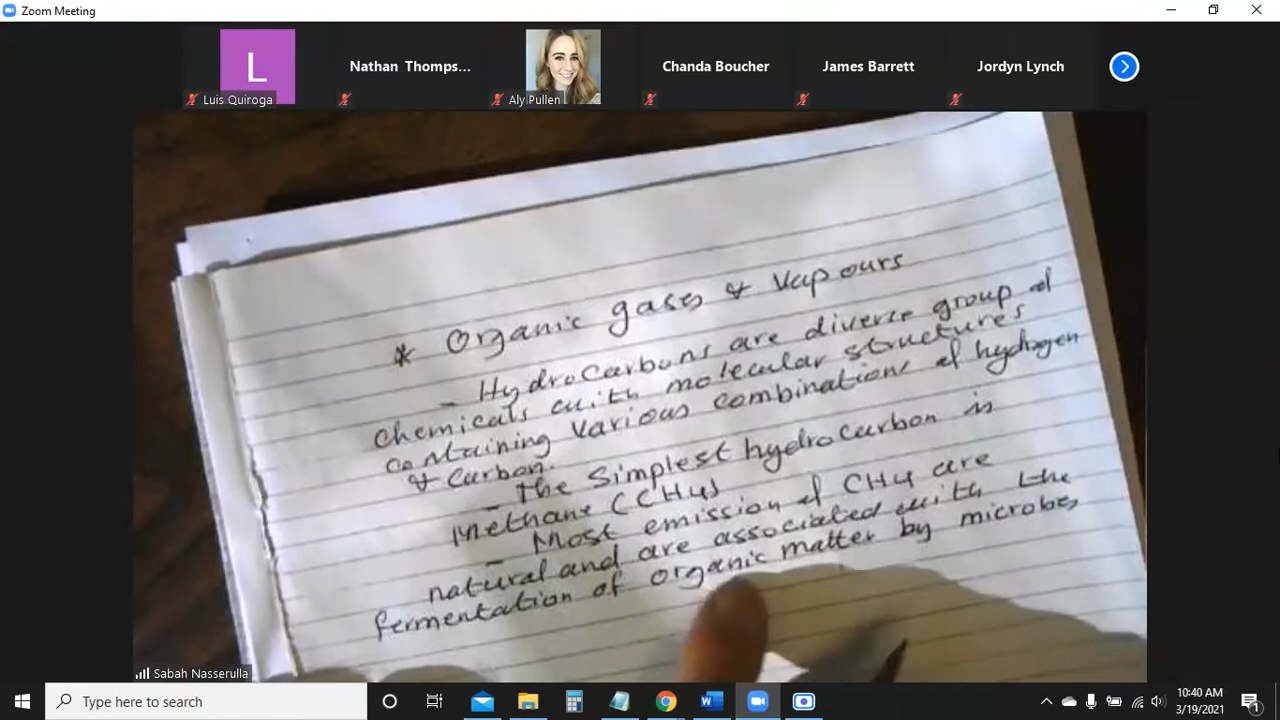 Zoom Meeting
L
Luis Quiroga
Nathan Thomps...
Aly Pullen
Chanda Boucher
James Barrett
Jordyn Lynch
* Organic gases & Vapours
- Hydrocarbons are diverse group of
chemicals with molecular structures
containing various combinations of hydrogen
& Carbon.
- The Simplest hydrocarbon is
Methane (CH4)
- Most emission of CH4 are
natural and are associated with the
fermentation of organic matter by microbes
Sabah Nasserulla
Type here to search
10:40 AM
3/19/2021
1